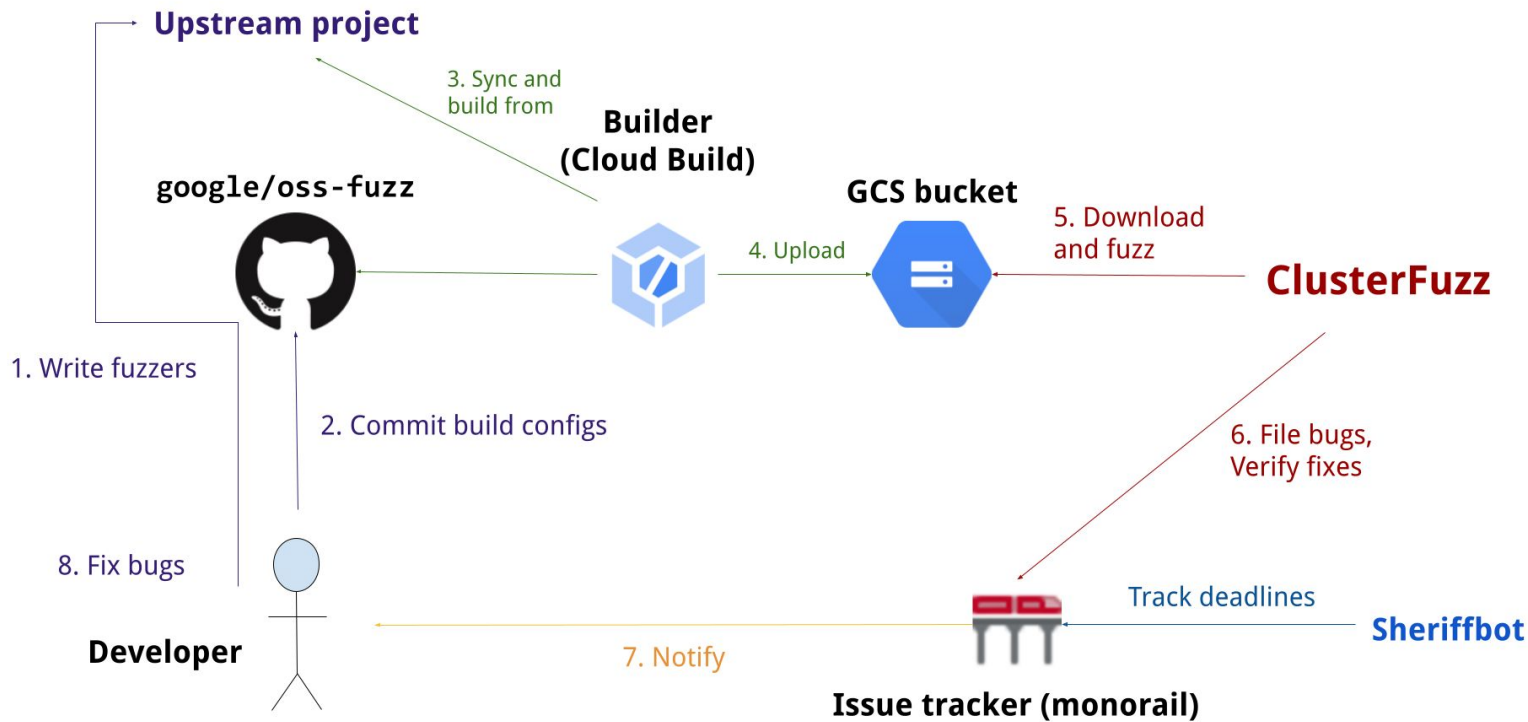 Upstream project
3. Sync and
build from
Builder
(Cloud Build)
google/oss-fuzz
GCS bucket
4. Upload
5. Download
and fuzz
ClusterFuzz
1. Write fuzzers
2. Commit build configs
6. File bugs,
Verify fixes
8. Fix bugs
Developer
7. Notify
Track deadlines
Sheriffbot
Issue tracker (monorail)